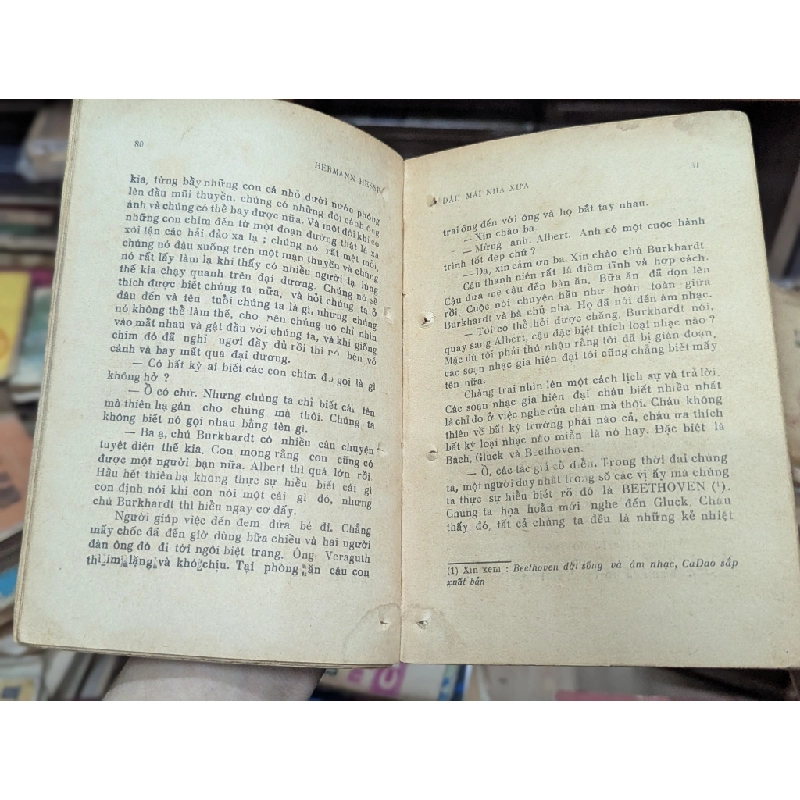 80
HERMANN HESSE
kia, từng bầy những con cá nhỏ dưới nước phóng
lên đầu mũi thuyền. chúng có những đôi cánh óng
ánh và chúng có thể bay được nữa. Và một đôi khi có
những con chim đến từ một đoạn đường thật là xa
xôi tận các hải đảo xa lạ; chúng nó rất mệt mỏi,
chúng nó đậu xuống trên một mạn thuyền và chúng
nó rất lấy làm lạ khi thấy có nhiều người lạ lùng
thế kia chạy quanh trên đại dương. Chúng nó sẽ
thích được biết chúng ta nữa, và hỏi chúng ta ở
đâu đến và tên tuổi chúng ta là gì, nhưng chúng
nó không thể làm thế, cho nên chúng nó chỉ nhìn
vào mắt nhau và gật đầu với chúng ta, và khi giống
chim đó đã nghỉ ngơi đầy đủ rồi thì nó bèn vỗ
cánh và bay mất qua đại dương.
— Có bất kỳ ai biết các con chim đó gọi là gì
không hở ?
— Ồ có chứ. Nhưng chúng ta chỉ biết cái tên
mà thiên hạ gán cho chúng mà thôi. Chúng ta
không biết nó gọi nhau bằng tên gì.
— Ba ạ, chú Burkhardt có nhiều câu chuyện
tuyệt diện thế kia. Con mong rằng con cũng có
được một người bạn nữa. Albert thì quá lớn rồi.
Hầu hết thiên hạ không thực sự hiểu biết cái gì
con định nói khi con nói một cái gì đó, nhưng
chú Burkhardt thì hiểu ngay cơ đấy.
Người giúp việc đến đem đứa bé đi. Chẳng
mấy chốc đã đến giờ dùng bữa chiều và hai người
đàn ông đó đi tới ngôi biệt trang. Ông Veraguth
thì im lặng và khó chịu. Tại phòng ăn cậu con
DẤU MÁI NHÀ XƯA
trai ông đến với ông và họ bắt tay nhau.
— Xin chào ba.
— Mừng anh, Albert. Anh có một cuộc hành
trình tốt đẹp chứ ?
— Dạ, xin cảm ơn ba. Xin chào chú Burkhardt
Cậu thanh niên rất là điềm tĩnh và hợp cách.
Cậu đưa mẹ cậu đến bàn ăn. Bữa ăn đã dọn lên
rồi. Cuộc nói chuyện hầu như hoàn toàn giữa
Burkhardt và bà chủ nhà. Họ đã nói đến âm nhạc.
— Tôi có thể hỏi được chăng, Burkhardt nói,
quay sang Albert, cậu đặc biệt thích loại nhạc nào ?
Mặc dù tôi phải thú nhận rằng tôi đã bị gián đoạn,
các soạn nhạc gia hiện đại tôi cũng chẳng biết mấy
tên nữa.
Chàng trai nhìn lên một cách lịch sự và trả lời.
Các soạn nhạc gia hiện đại cháu biết nhiều nhất
là chỉ do ở việc nghe của cháu mà thôi. Cháu không
thiên về bất kỳ trường phái nào cả, cháu ưa thích
bất kỳ loại nhạc nào miễn là nó hay. Đặc biệt là
Bach, Gluck và Beethoven.
— Ồ, các tác giả cổ điển. Trong thời đại chúng
ta, một người duy nhất trong số các vị ấy mà chúng
ta thực sự hiểu biết rõ đó là BEETHOVEN (¹).
Chúng ta họa hoằn mới nghe đến Gluck, Cháu
thấy đó, tất cả chúng ta đều là những kẻ nhiệt
(1) Xin xem : Beethoven đời sống và âm nhạc, CaDao sắp
xuất bản